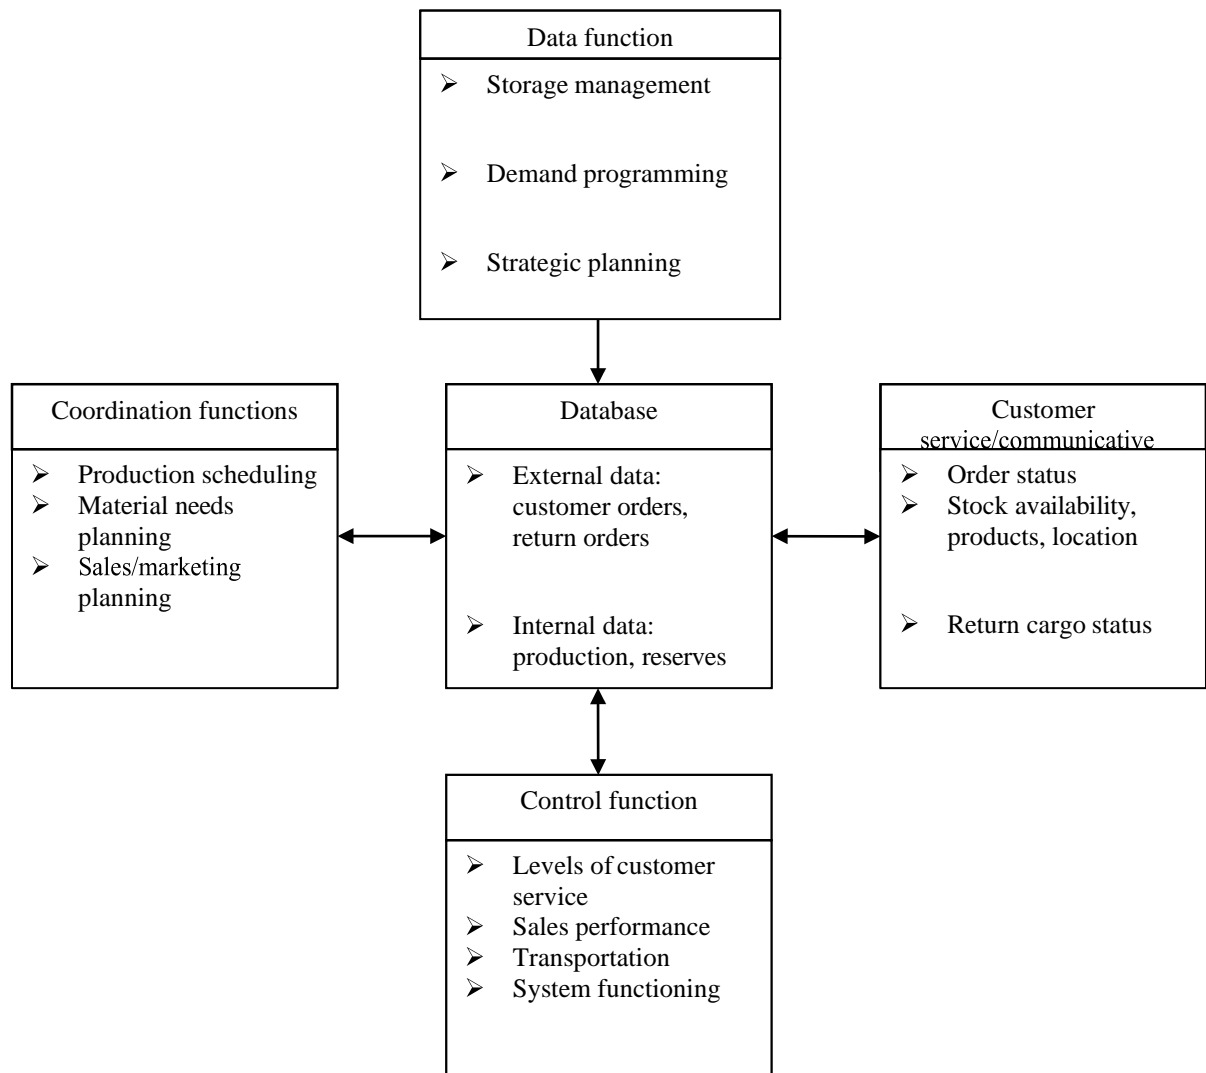 Data function
➢ Storage management
➢ Demand programming
➢ Strategic planning
Coordination functions
➢ Production scheduling
➢ Material needs
planning
➢ Sales/marketing
planning
Database
➢ External data:
customer orders,
return orders
➢ Internal data:
production, reserves
Customer
service/communicative
➢ Order status
➢ Stock availability,
products, location
➢ Return cargo status
Control function
➢ Levels of customer
service
➢ Sales performance
➢ Transportation
➢ System functioning